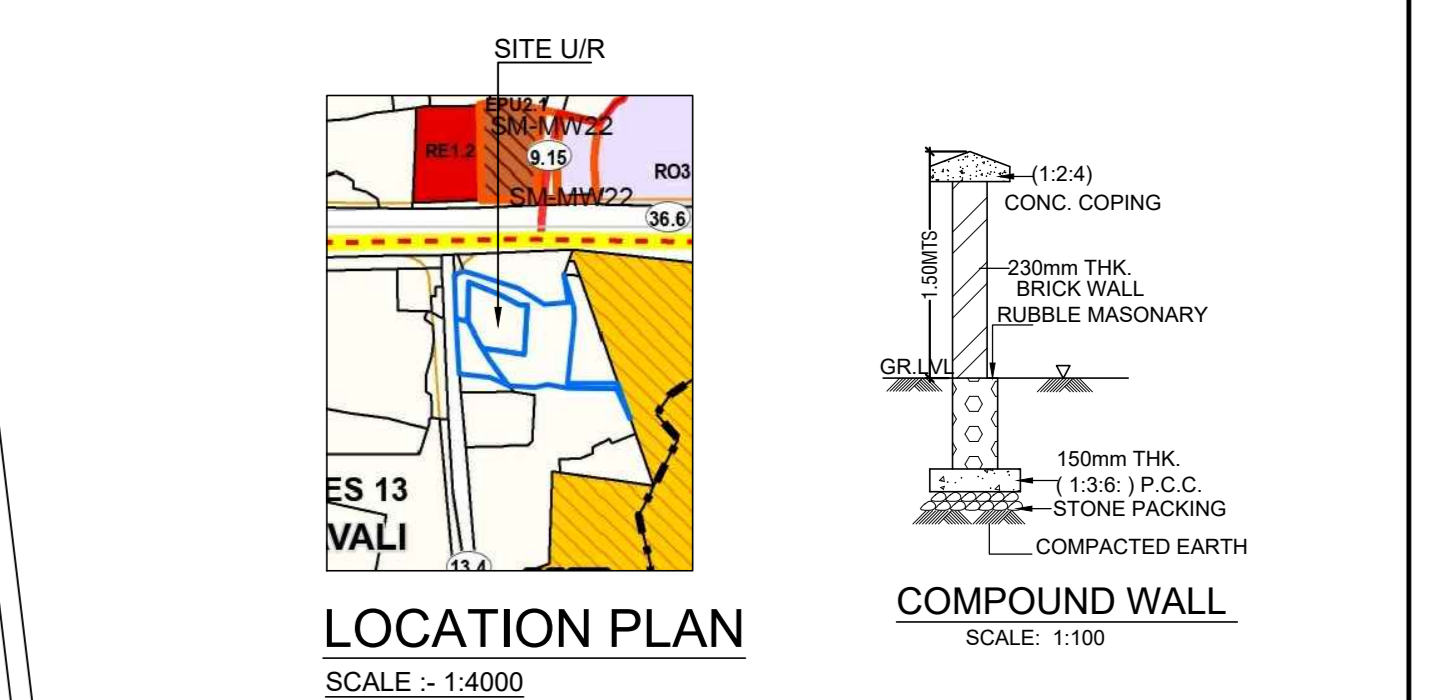 SITE U/R
EPU2.1
SM-MW22
RE1.2
9.15
RO3
SM-MW22
36.6
ES 13
VALI
13.4
LOCATION PLAN
SCALE :- 1:4000
(1:2:4)
CONC. COPING
1.50MTS
230mm THK.
BRICK WALL
RUBBLE MASONARY
GR.LVL
150mm THK.
( 1:3:6: ) P.C.C.
STONE PACKING
COMPACTED EARTH
COMPOUND WALL
SCALE: 1:100